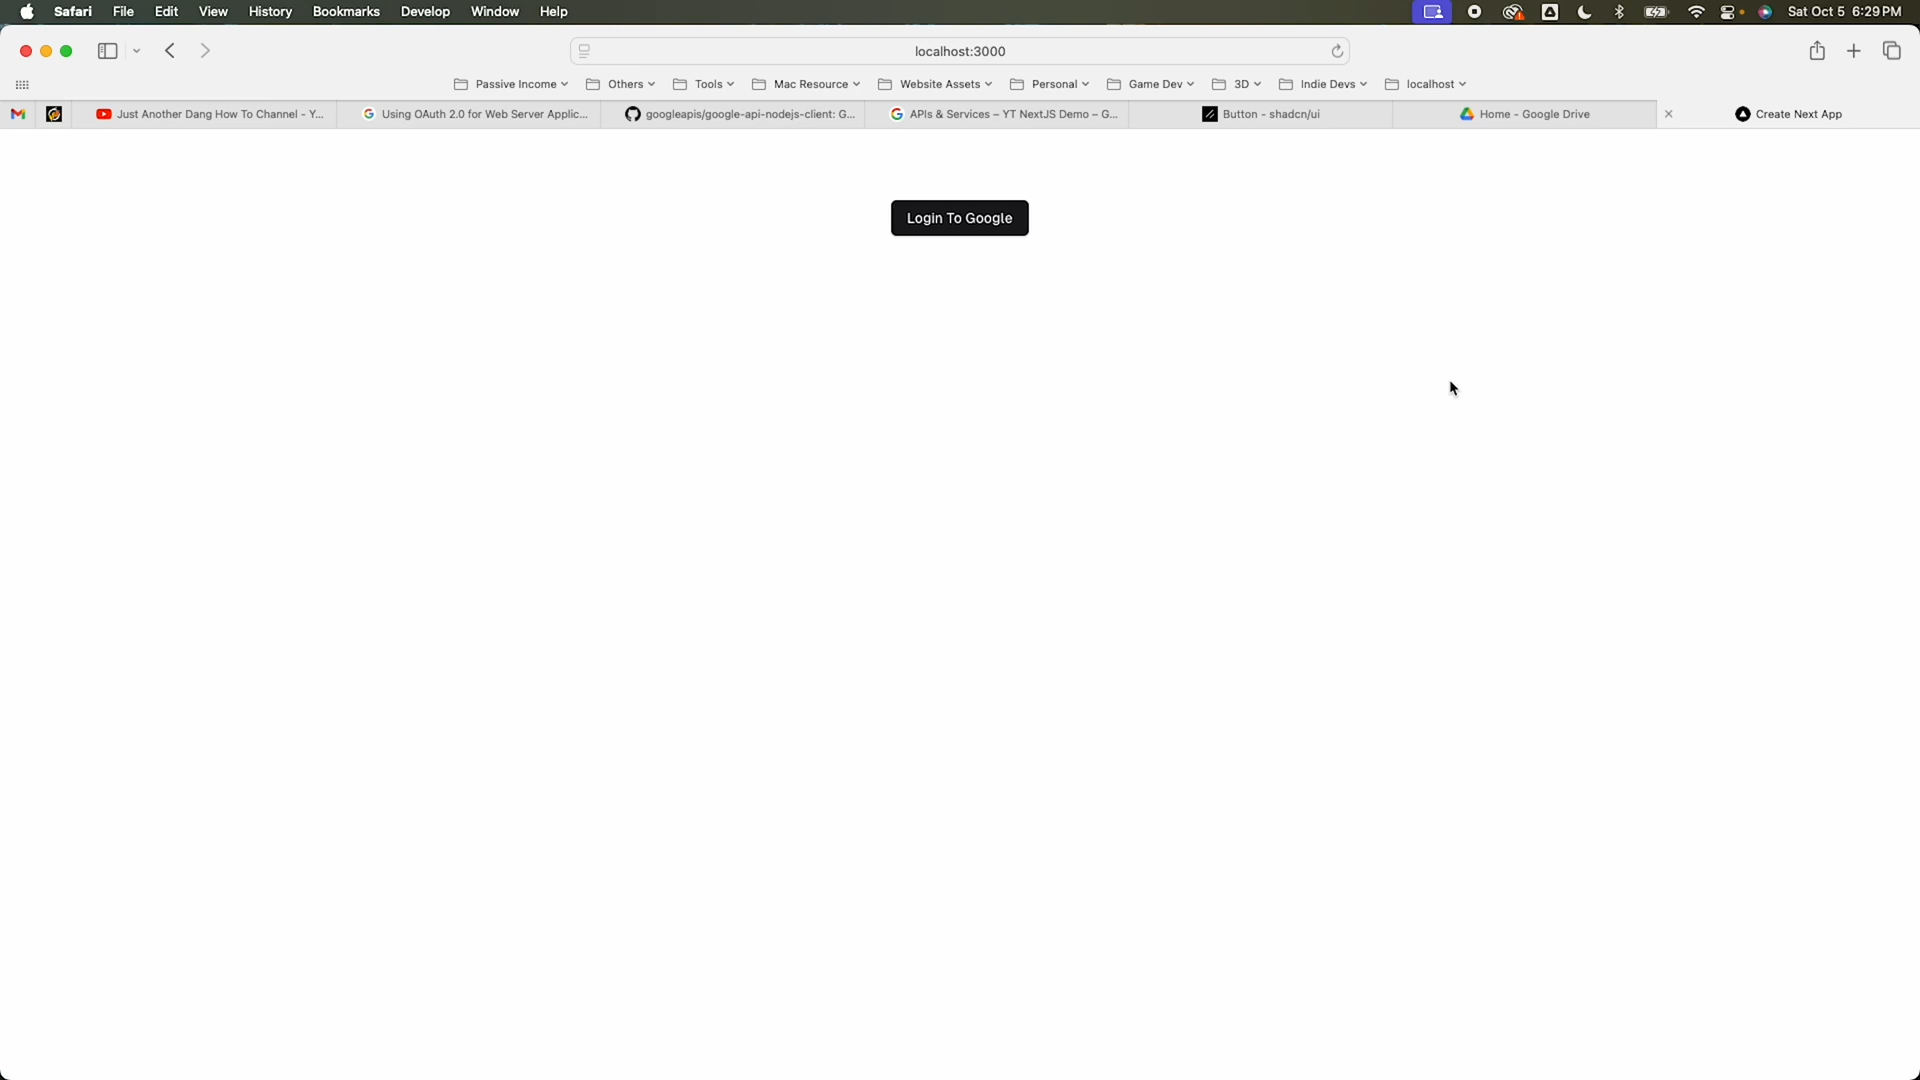 Safari File Edit View History Bookmarks Develop Window Help Sat Oct 5 6:29 PM
localhost:3000
Passive Income Others Tools Mac Resource Website Assets Personal Game Dev 3D Indie Devs localhost
Just Another Dang How To Channel - Y... Using OAuth 2.0 for Web Server Applic... googleapis/google-api-nodejs-client: G... APIs & Services – YT NextJS Demo – G... Button - shadcn/ui Home - Google Drive Create Next App
Login To Google